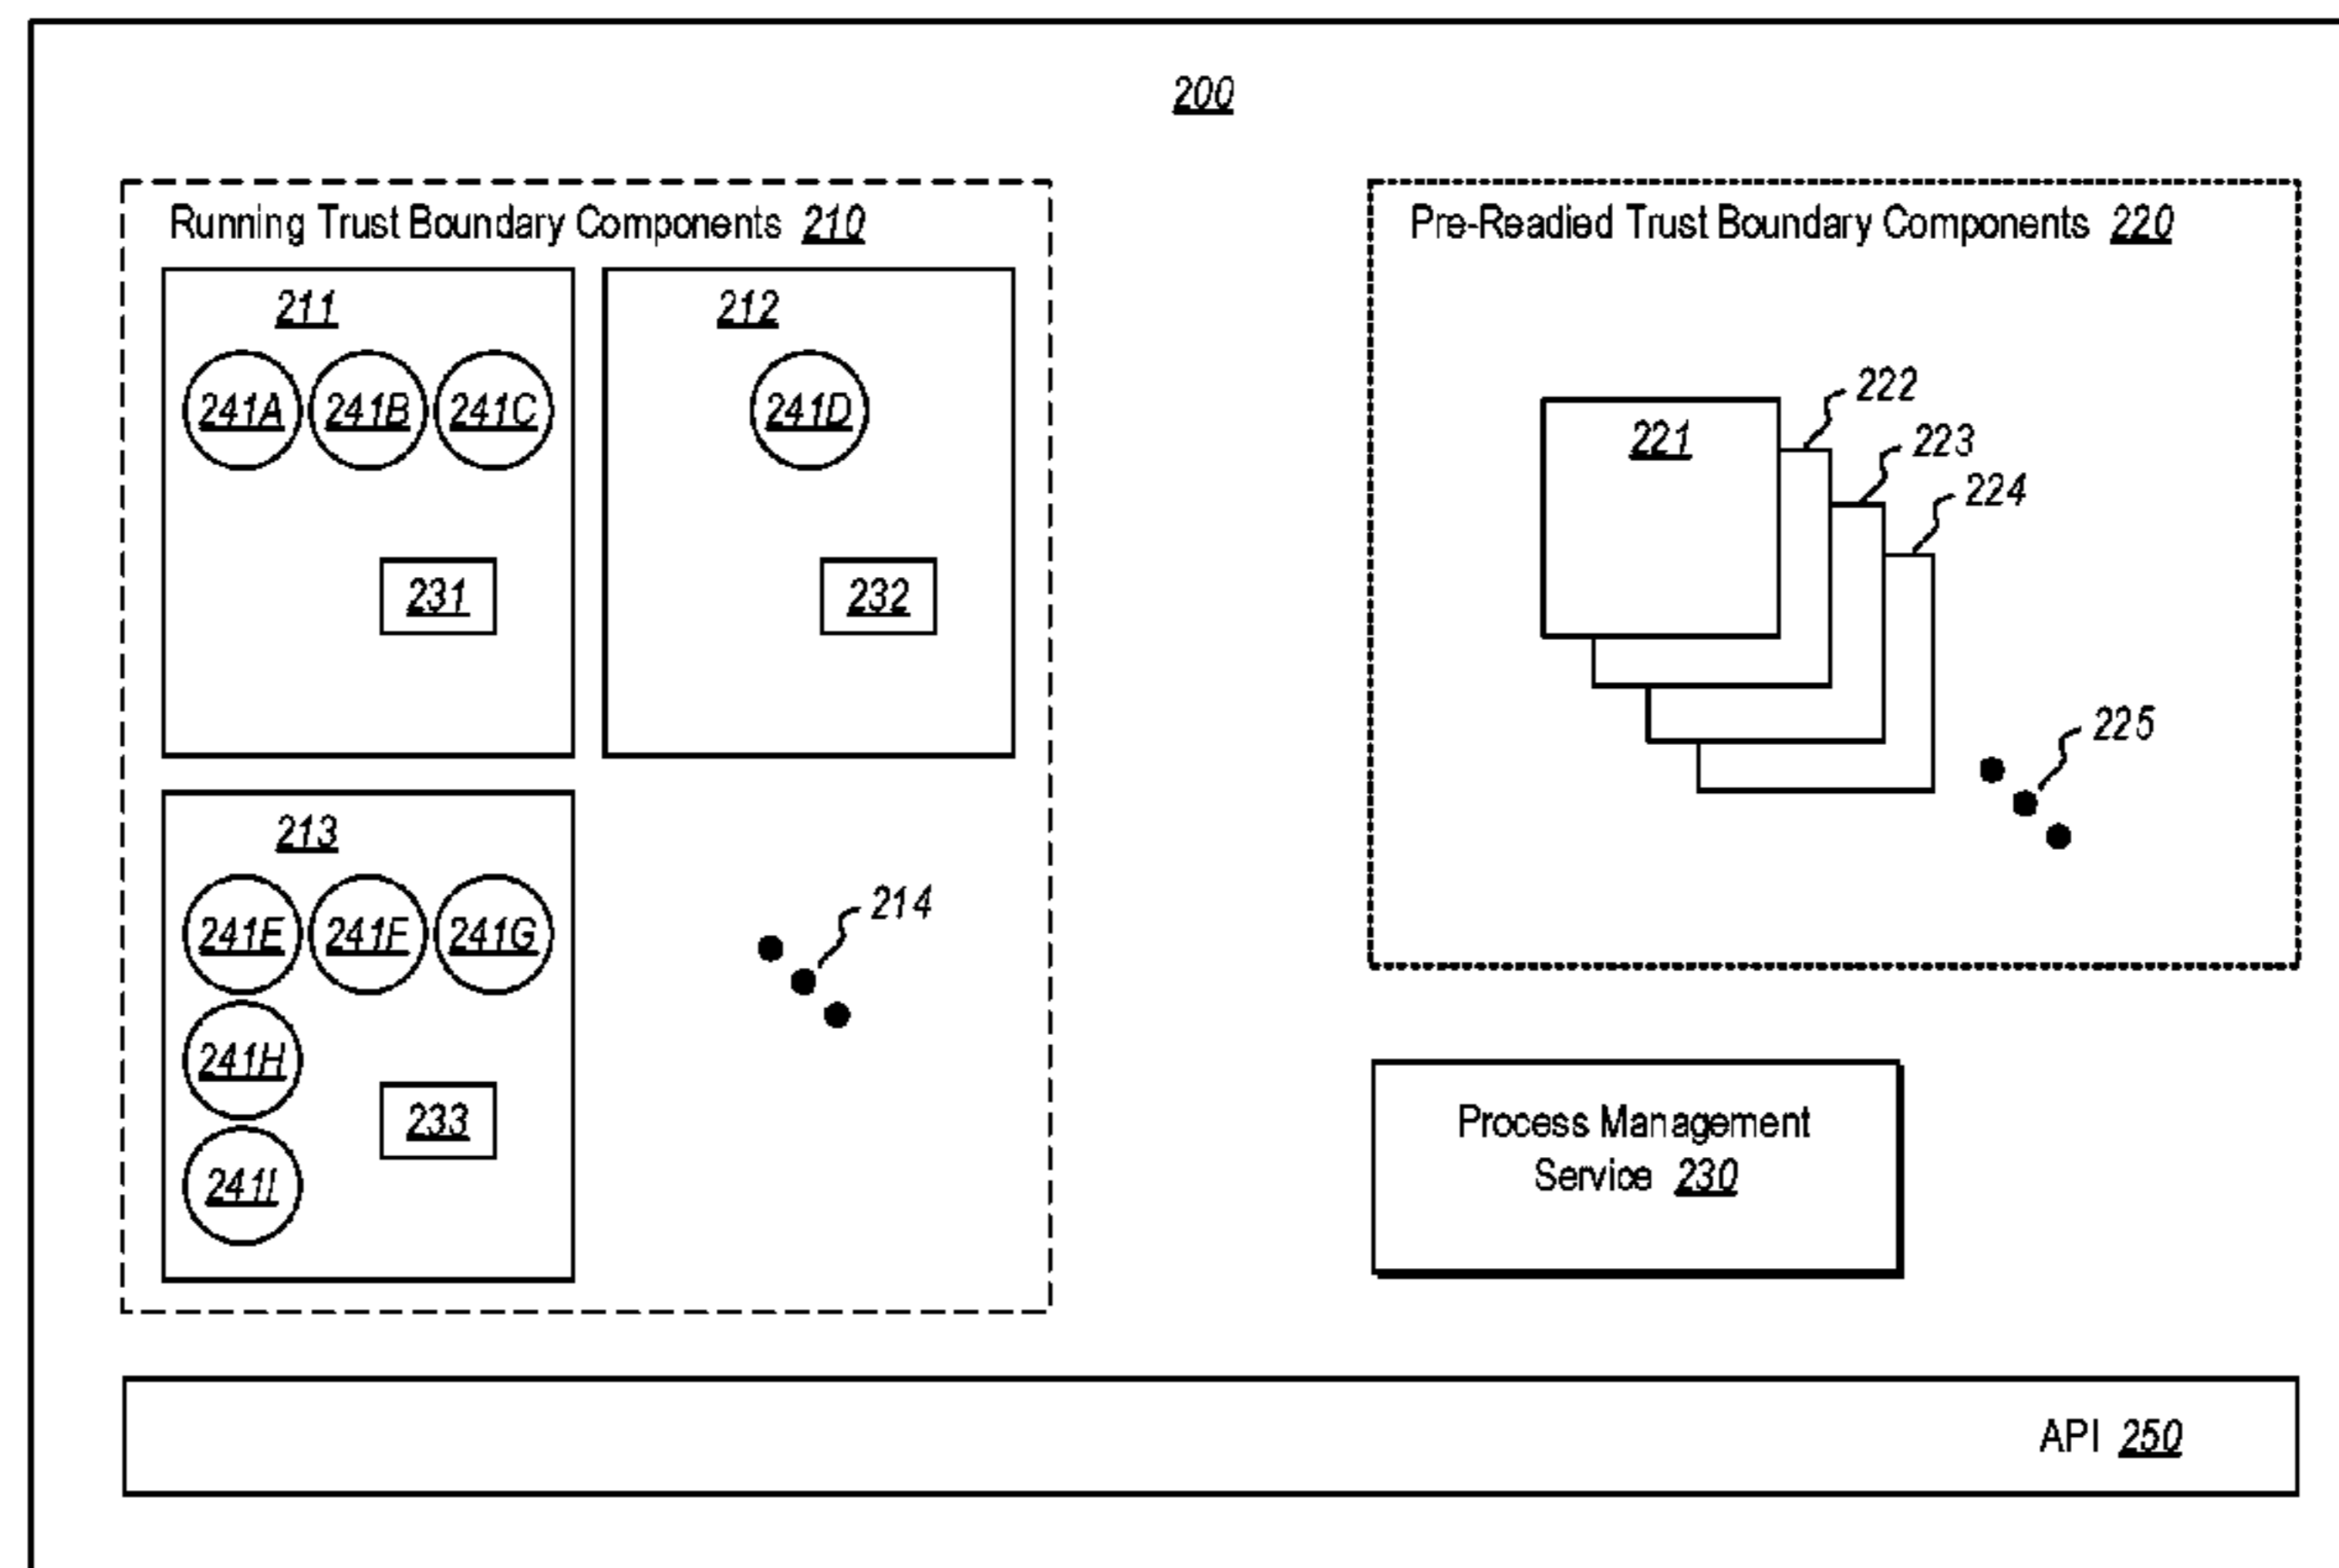 200
Running Trust Boundary Components 210
211
212
241A
241B
241C
241D
231
232
213
241E
241F
241G
241H
233
241I
214
Pre-Readied Trust Boundary Components 220
221
222
223
224
225
Process Management
Service 230
API 250